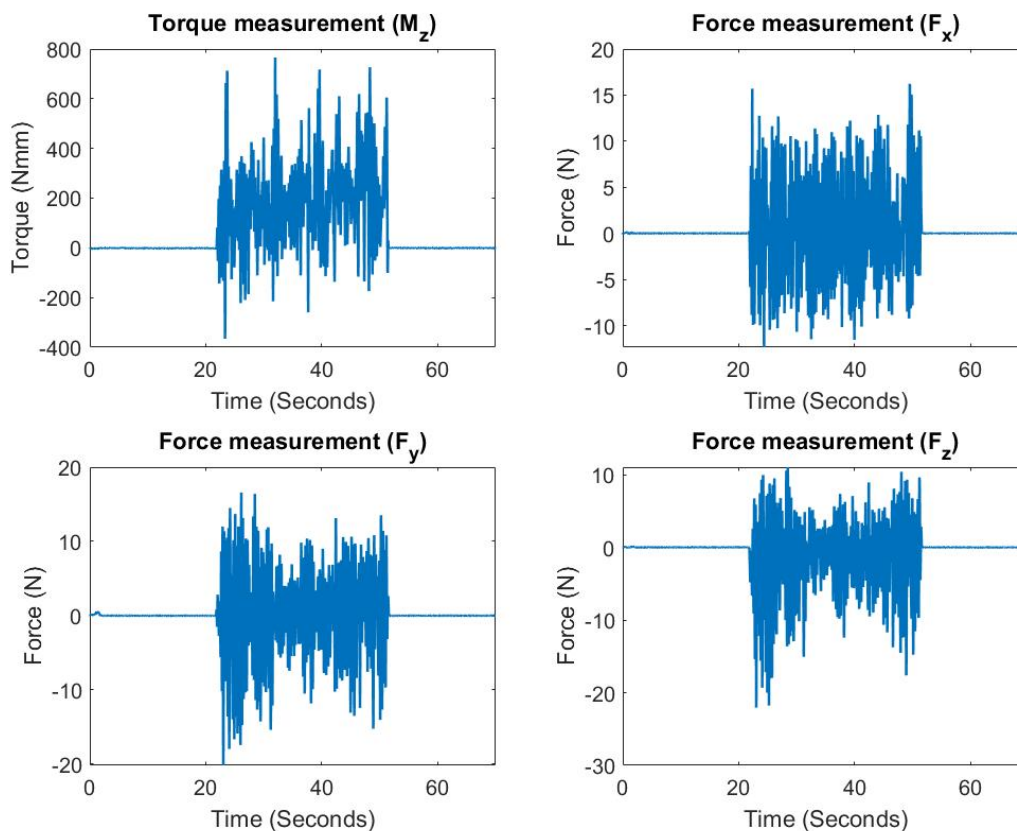 Torque measurement (M_z)
800
600
400
200
0
-200
-400
Torque (Nmm)
0 20 40 60
Time (Seconds)
Force measurement (F_x)
20
15
10
5
0
-5
-10
Force (N)
0 20 40 60
Time (Seconds)
Force measurement (F_y)
20
10
0
-10
-20
Force (N)
0 20 40 60
Time (Seconds)
Force measurement (F_z)
10
0
-10
-20
-30
Force (N)
0 20 40 60
Time (Seconds)